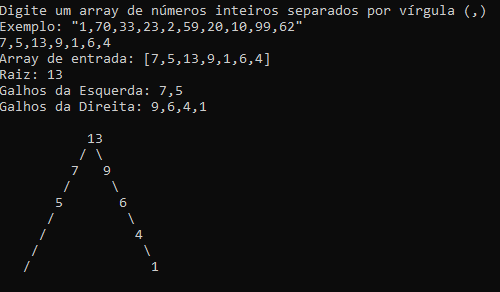 Digite um array de números inteiros separados por vírgula (,)
Exemplo: "1,70,33,23,2,59,20,10,99,62"
7,5,13,9,1,6,4
Array de entrada: [7,5,13,9,1,6,4]
Raiz: 13
Galhos da Esquerda: 7,5
Galhos da Direita: 9,6,4,1
13
/ \
7 9
/ \
5 6
/ \
/ 4
/ \
/ 1